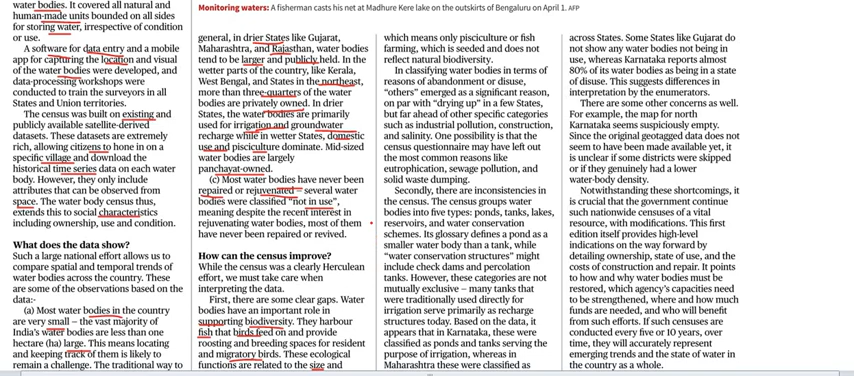 water bodies. It covered all natural and
human-made units bounded on all sides
for storing water, irrespective of condition
or use.
A software for data entry and a mobile
app for capturing the location and visual
of the water bodies were developed, and
data-processing workshops were
conducted to train the surveyors in all
States and Union territories.
The census was built on existing and
publicly available satellite-derived
datasets. These datasets are extremely
rich, allowing citizens to hone in on a
specific village and download the
historical time series data on each water
body. However, they only include
attributes that can be observed from
space. The water body census thus,
extends this to social characteristics
including ownership, use and condition.
What does the data show?
Such a large national effort allows us to
compare spatial and temporal trends of
water bodies across the country. These
are some of the observations based on the
data:-
(a) Most water bodies in the country
are very small – the vast majority of
India's water bodies are less than one
hectare (ha) large. This means locating
and keeping track of them is likely to
remain a challenge. The traditional way to
Monitoring waters: A fisherman casts his net at Madhure Kere lake on the outskirts of Bengaluru on April 1. AFP
general, in drier States like Gujarat,
Maharashtra, and Rajasthan, water bodies
tend to be larger and publicly held. In the
wetter parts of the country, like Kerala,
West Bengal, and States in the northeast,
more than three-quarters of the water
bodies are privately owned. In drier
States, the water bodies are primarily
used for irrigation and groundwater
recharge while in wetter States, domestic
use and pisciculture dominate. Mid-sized
water bodies are largely
panchayat-owned.
(c) Most water bodies have never been
repaired or rejuvenated – several water
bodies were classified "not in use",
meaning despite the recent interest in
rejuvenating water bodies, most of them
have never been repaired or revived.
How can the census improve?
While the census was a clearly Herculean
effort, we must take care when
interpreting the data.
First, there are some clear gaps. Water
bodies have an important role in
supporting biodiversity. They harbour
fish that birds feed on and provide
roosting and breeding spaces for resident
and migratory birds. These ecological
functions are related to the size and
which means only pisciculture or fish
farming, which is seeded and does not
reflect natural biodiversity.
In classifying water bodies in terms of
reasons of abandonment or disuse,
"others" emerged as a significant reason,
on par with "drying up" in a few States,
but far ahead of other specific categories
such as industrial pollution, construction,
and salinity. One possibility is that the
census questionnaire may have left out
the most common reasons like
eutrophication, sewage pollution, and
solid waste dumping.
Secondly, there are inconsistencies in
the census. The census groups water
bodies into five types: ponds, tanks, lakes,
reservoirs, and water conservation
schemes. Its glossary defines a pond as a
smaller water body than a tank, while
"water conservation structures" might
include check dams and percolation
tanks. However, these categories are not
mutually exclusive – many tanks that
were traditionally used directly for
irrigation serve primarily as recharge
structures today. Based on the data, it
appears that in Karnataka, these were
classified as ponds and tanks serving the
purpose of irrigation, whereas in
Maharashtra these were classified as
across States. Some States like Gujarat do
not show any water bodies not being in
use, whereas Karnataka reports almost
80% of its water bodies as being in a state
of disuse. This suggests differences in
interpretation by the enumerators.
There are some other concerns as well.
For example, the map for north
Karnataka seems suspiciously empty.
Since the original geotagged data does not
seem to have been made available yet, it
is unclear if some districts were skipped
or if they genuinely had a lower
water-body density.
Notwithstanding these shortcomings, it
is crucial that the government continue
such nationwide censuses of a vital
resource, with modifications. This first
edition itself provides high-level
indications on the way forward by
detailing ownership, state of use, and the
costs of construction and repair. It points
to how and why water bodies must be
restored, which agency's capacities need
to be strengthened, where and how much
funds are needed, and who will benefit
from such efforts. If such censuses are
conducted every five or 10 years, over
time, they will accurately represent
emerging trends and the state of water in
the country as a whole.